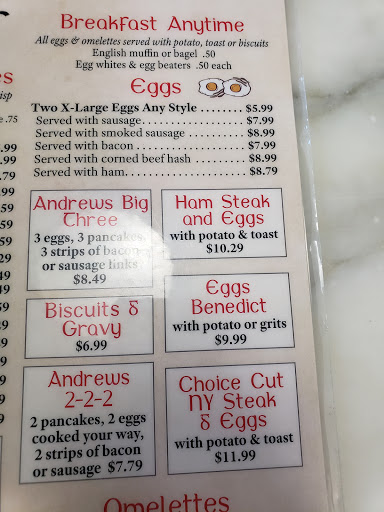 Breakfast Anytime
All eggs & omelettes served with potato, toast or biscuits
English muffin or bagel .50
Egg whites & egg beaters .50 each
Eggs
Two X-Large Eggs Any Style ........ $5.99
Served with sausage.................. $7.99
Served with smoked sausage .......... $8.99
Served with bacon .................... $7.99
Served with corned beef hash ......... $8.99
Served with ham...................... $8.79
Andrews Big
Three
3 eggs, 3 pancakes,
3 strips of bacon
or sausage links
$8.49
Ham Steak
and Eggs
with potato & toast
$10.29
Biscuits &
Gravy
$6.99
Eggs
Benedict
with potato or grits
$9.99
Andrews
2-2-2
2 pancakes, 2 eggs
cooked your way,
2 strips of bacon
or sausage $7.79
Choice Cut
NY Steak
& Eggs
with potato & toast
$11.99
Omelettes